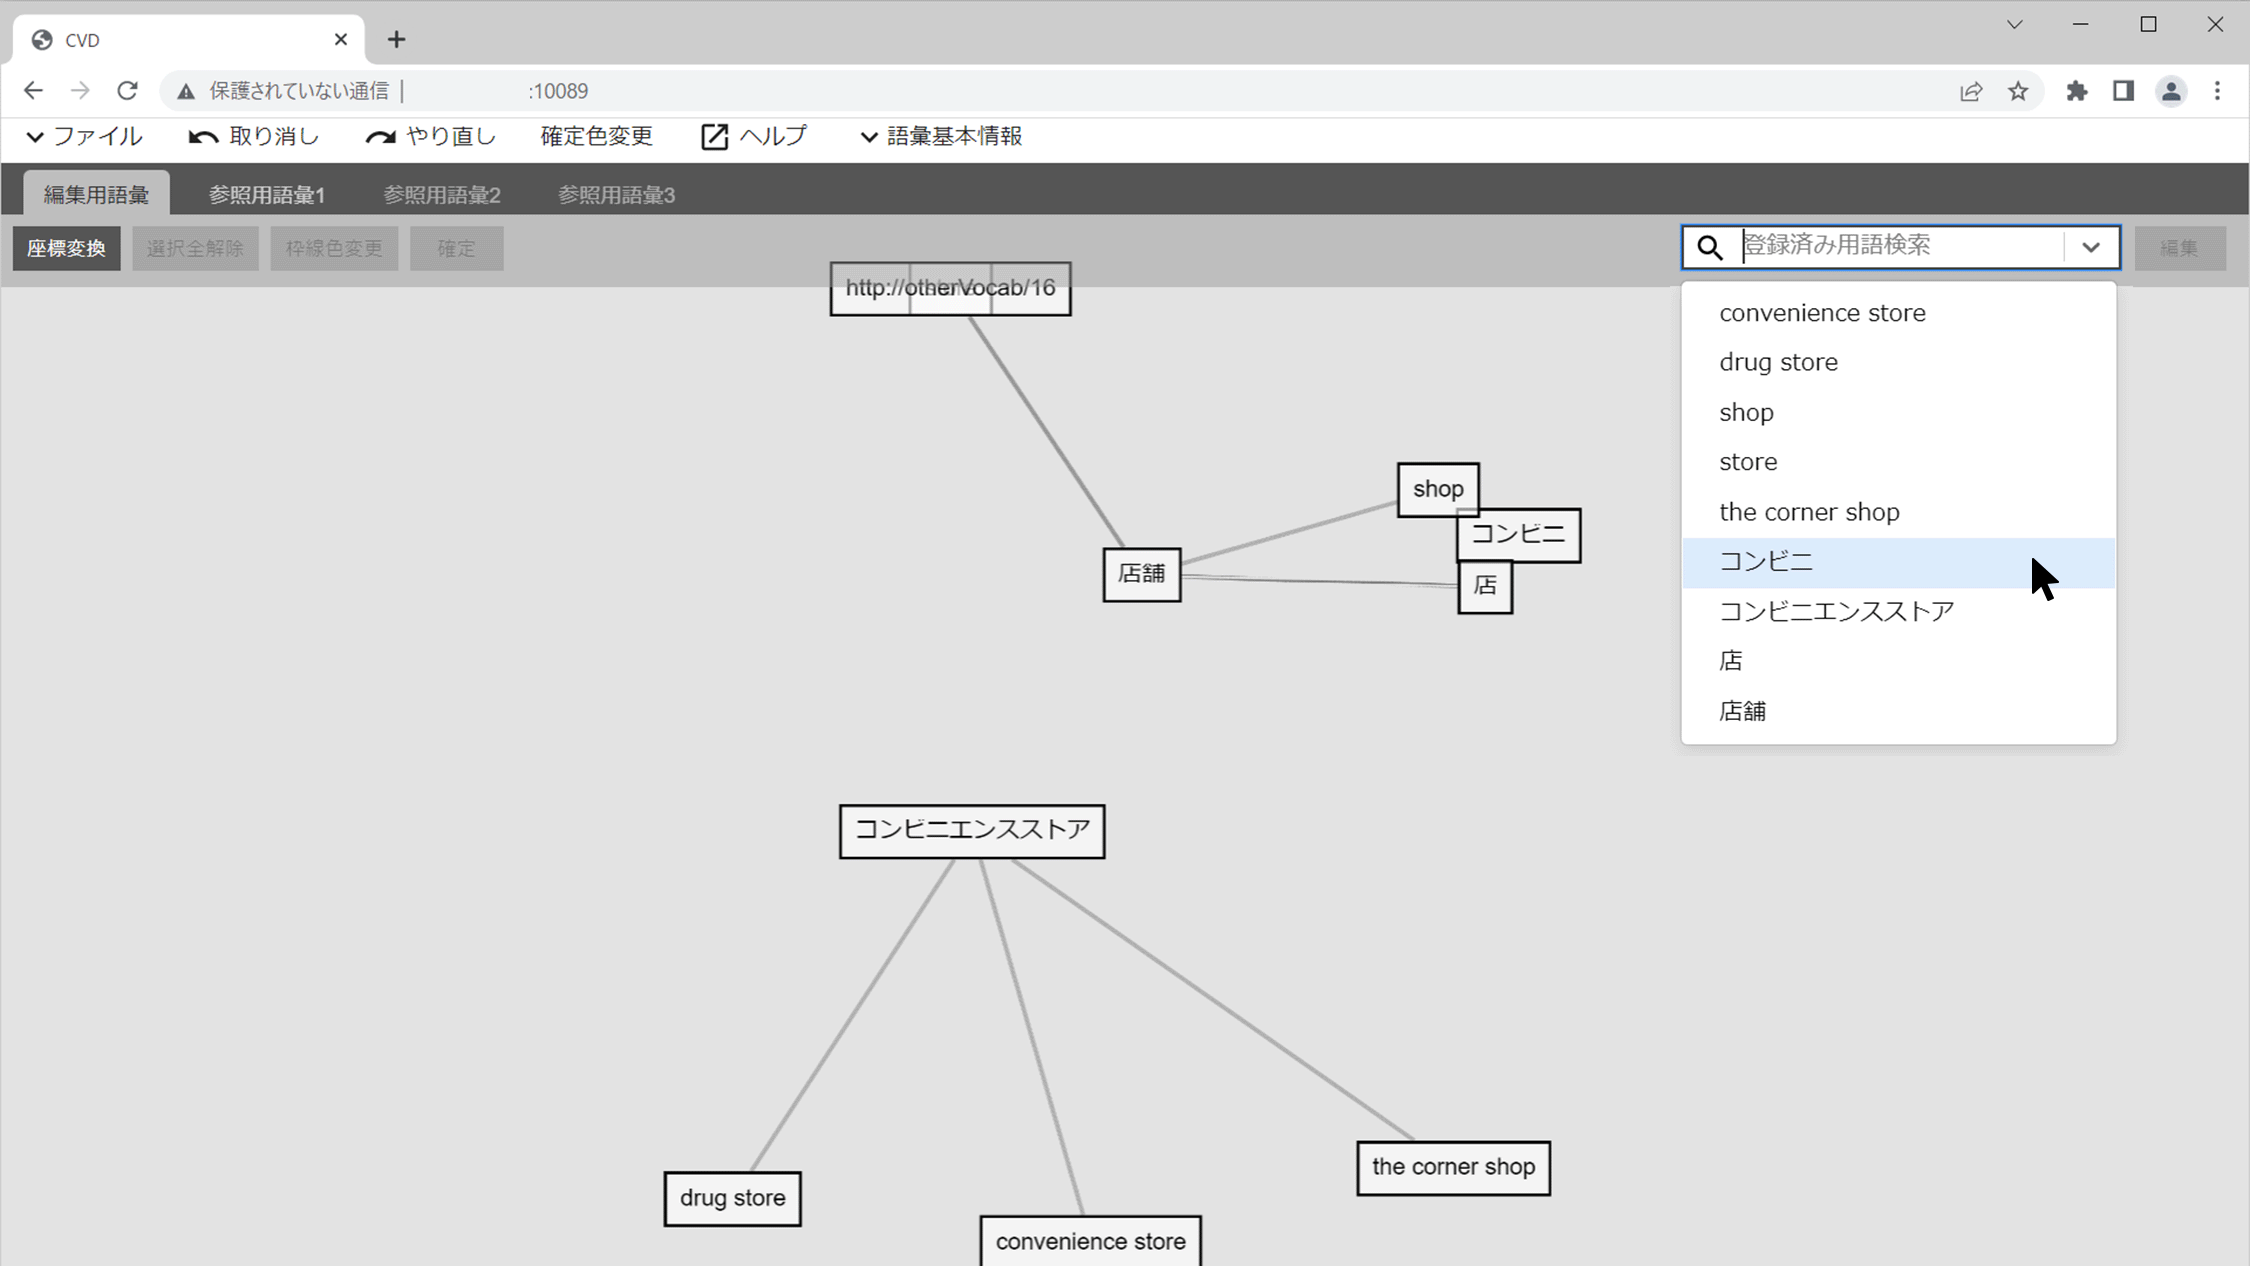 CVD
保護されていない通信
:10089
ファイル 取り消し やり直し 確定色変更 ヘルプ 語彙基本情報
編集用語彙 参照用語彙1 参照用語彙2 参照用語彙3
座標変換 選択全解除 枠線色変更 確定 登録済み用語検索 編集
http://otherVocab/16
convenience store
drug store
shop
store
the corner shop
コンビニ
コンビニエンスストア
店
店舗
shop
コンビニ
店舗
店
コンビニエンスストア
the corner shop
drug store
convenience store